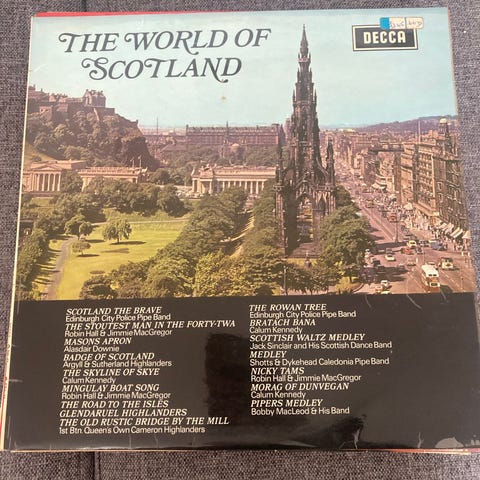 THE WORLD OF
SCOTLAND
DECCA
SCOTLAND THE BRAVE
Edinburgh City Police Pipe Band
THE STOUTEST MAN IN THE FORTY-TWA
Robin Hall & Jimmie MacGregor
MASONS APRON
Alasdair Downie
BADGE OF SCOTLAND
Argyll & Sutherland Highlanders
THE SKYLINE OF SKYE
Calum Kennedy
MINGULAY BOAT SONG
Robin Hall & Jimmie MacGregor
THE ROAD TO THE ISLES
GLENDARUEL HIGHLANDERS
THE OLD RUSTIC BRIDGE BY THE MILL
1st Btn. Queen's Own Cameron Highlanders
THE ROWAN TREE
Edinburgh City Police Pipe Band
BRATACH BANA
Calum Kennedy
SCOTTISH WALTZ MEDLEY
Jack Sinclair and His Scottish Dance Band
MEDLEY
Shotts & Dykehead Caledonia Pipe Band
NICKY TAMS
Robin Hall & Jimmie MacGregor
MORAG OF DUNVEGAN
Calum Kennedy
PIPERS MEDLEY
Bobby MacLeod & His Band